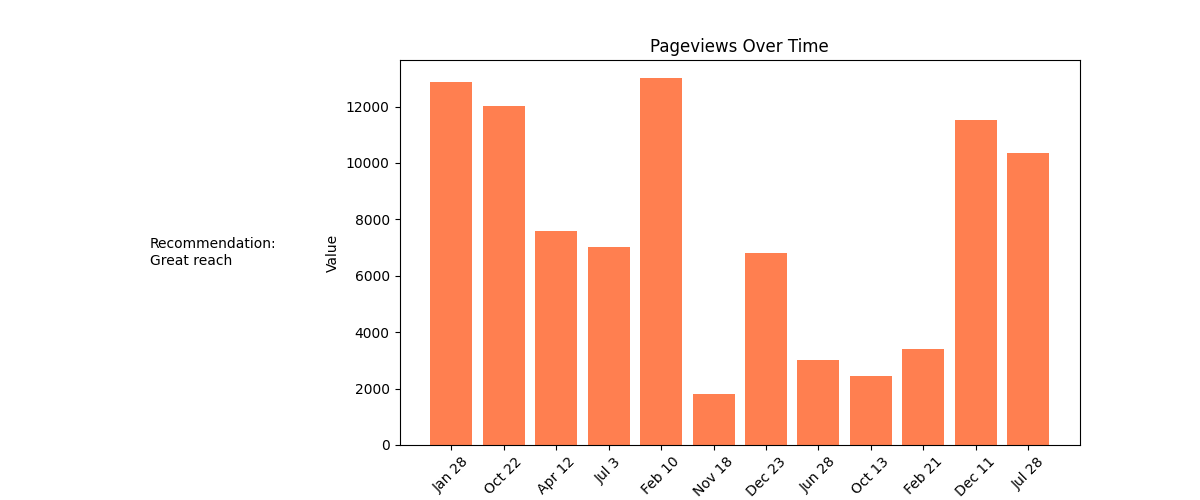 Pageviews Over Time
Recommendation:
Great reach
Value
12000
10000
8000
6000
4000
2000
0
Jan 28
Oct 22
Apr 12
Jul 3
Feb 10
Nov 18
Dec 23
Jun 28
Oct 13
Feb 21
Dec 11
Jul 28